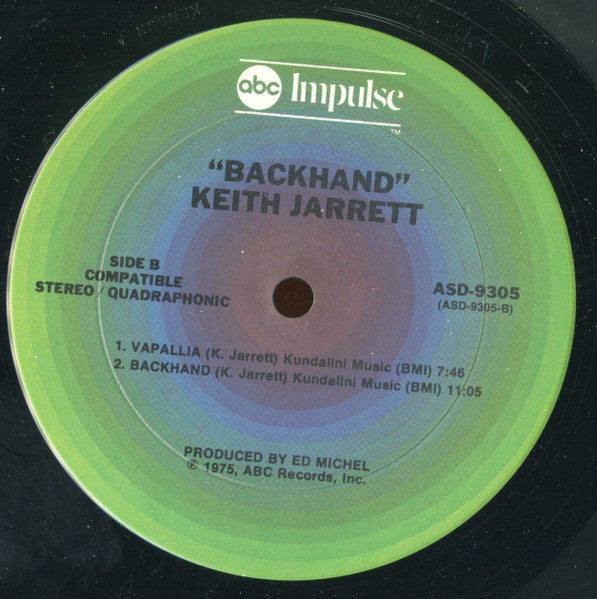 abc Impulse
TM
"BACKHAND"
KEITH JARRETT
SIDE B
COMPATIBLE
STEREO / QUADRAPHONIC
ASD-9305
(ASD-9305-B)
1. VAPALLIA (K. Jarrett) Kundalini Music (BMI) 7:46
2. BACKHAND (K. Jarrett) Kundalini Music (BMI) 11:05
PRODUCED BY ED MICHEL
℗ 1975, ABC Records, Inc.